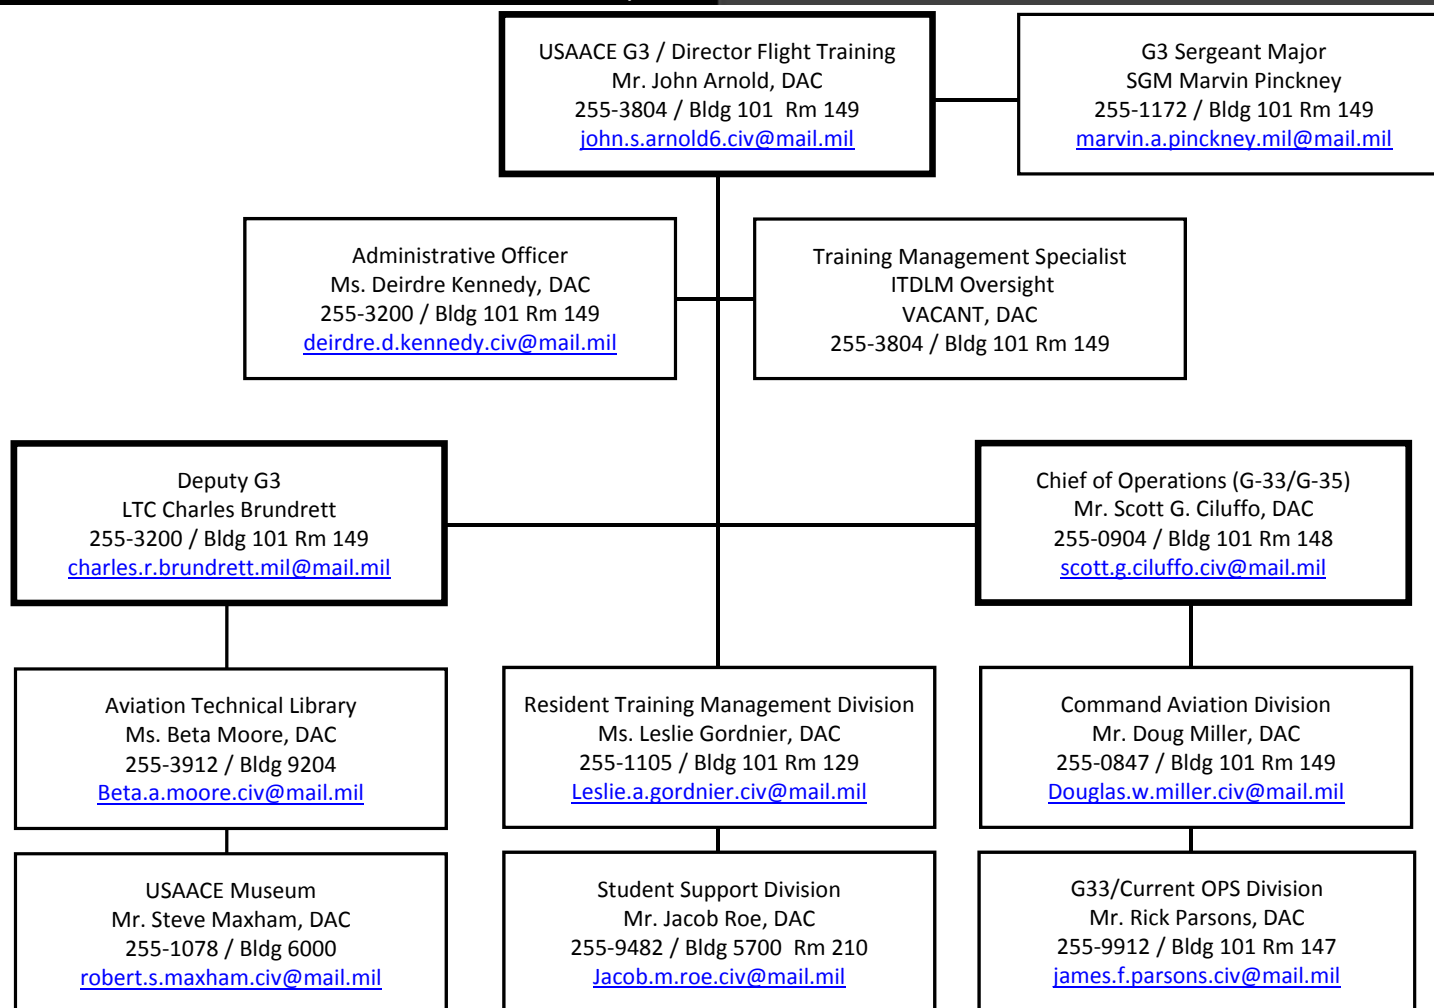 USAACE G3 / Director Flight Training
Mr. John Arnold, DAC
255-3804 / Bldg 101  Rm 149
john.s.arnold6.civ@mail.mil
G3 Sergeant Major
SGM Marvin Pinckney
255-1172 / Bldg 101 Rm 149
marvin.a.pinckney.mil@mail.mil
Administrative Officer
Ms. Deirdre Kennedy, DAC
255-3200 / Bldg 101 Rm 149
deirdre.d.kennedy.civ@mail.mil
Training Management Specialist
ITDLM Oversight
VACANT, DAC
255-3804 / Bldg 101 Rm 149
Deputy G3
LTC Charles Brundrett
255-3200 / Bldg 101 Rm 149
charles.r.brundrett.mil@mail.mil
Chief of Operations (G-33/G-35)
Mr. Scott G. Ciluffo, DAC
255-0904 / Bldg 101 Rm 148
scott.g.ciluffo.civ@mail.mil
Aviation Technical Library
Ms. Beta Moore, DAC
255-3912 / Bldg 9204
Beta.a.moore.civ@mail.mil
Resident Training Management Division
Ms. Leslie Gordnier, DAC
255-1105 / Bldg 101 Rm 129
Leslie.a.gordnier.civ@mail.mil
Command Aviation Division
Mr. Doug Miller, DAC
255-0847 / Bldg 101 Rm 149
Douglas.w.miller.civ@mail.mil
USAACE Museum
Mr. Steve Maxham, DAC
255-1078 / Bldg 6000
robert.s.maxham.civ@mail.mil
Student Support Division
Mr. Jacob Roe, DAC
255-9482 / Bldg 5700  Rm 210
Jacob.m.roe.civ@mail.mil
G33/Current OPS Division
Mr. Rick Parsons, DAC
255-9912 / Bldg 101 Rm 147
james.f.parsons.civ@mail.mil